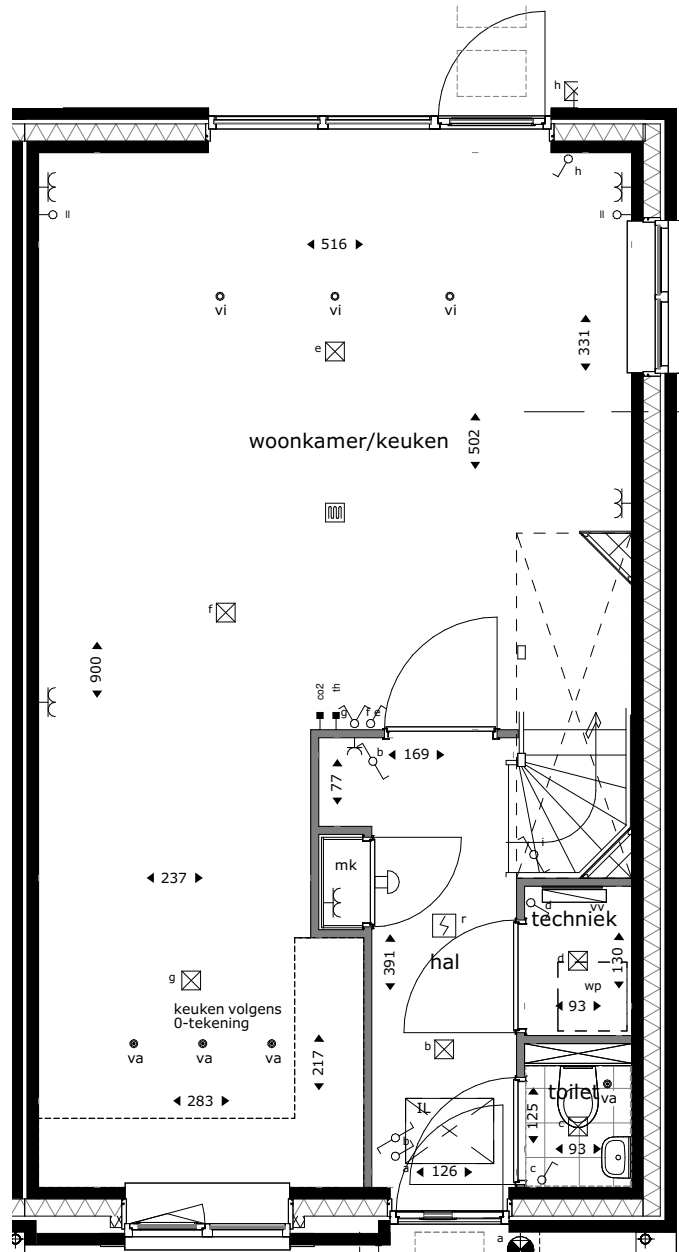 h
h
=
=
516
vi
vi
vi
e
331
woonkamer/keuken
502
f
900
co2
th
g
f
e
b
169
77
i
237
mk
d
vv
techniek
r
hal
391
130
d
wp
93
g
keuken volgens
0-tekening
b
va
va
va
217
283
IL
toilet
va
125
c
93
b
a
126
c
a